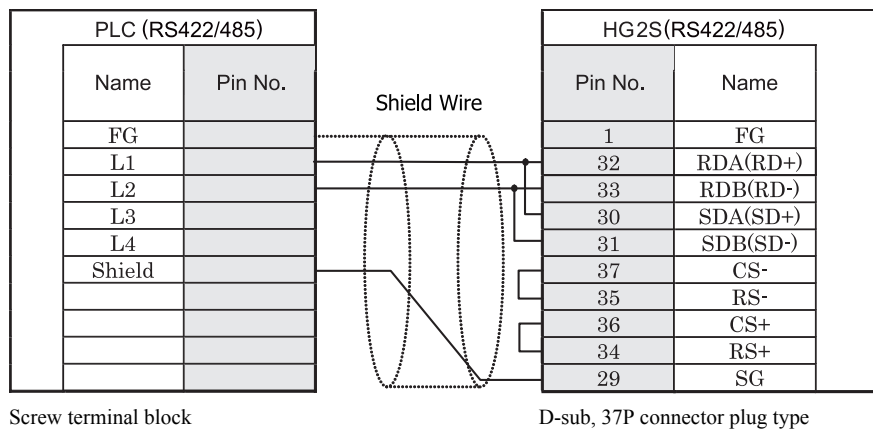 PLC (RS422/485)
Name Pin No.
FG
L1
L2
L3
L4
Shield
Shield Wire
HG2S(RS422/485)
Pin No. Name
1 FG
32 RDA(RD+)
33 RDB(RD-)
30 SDA(SD+)
31 SDB(SD-)
37 CS-
35 RS-
36 CS+
34 RS+
29 SG
Screw terminal block
D-sub, 37P connector plug type